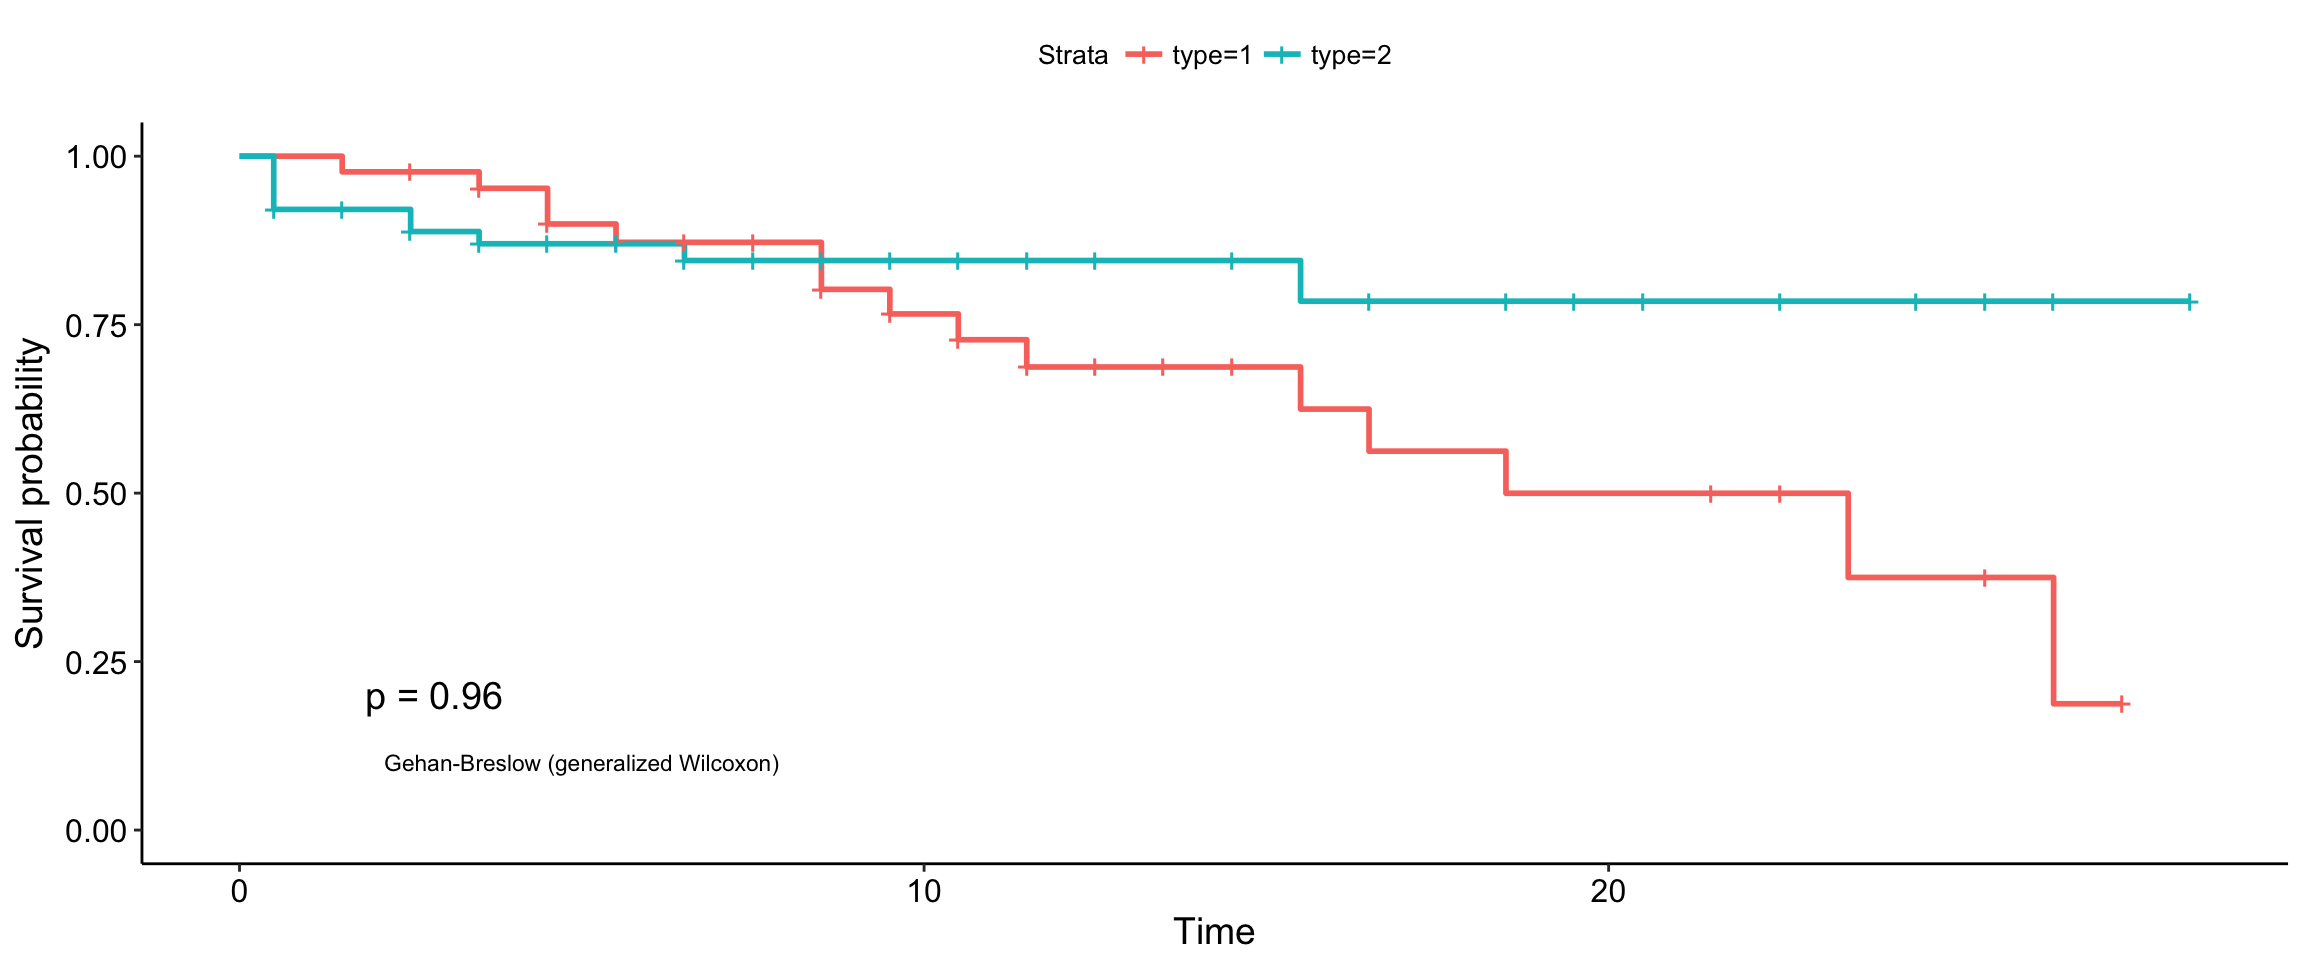 Strata type=1 type=2
1.00
0.75
0.50
0.25
0.00
Survival probability
p = 0.96
Gehan-Breslow (generalized Wilcoxon)
0 10 20
Time